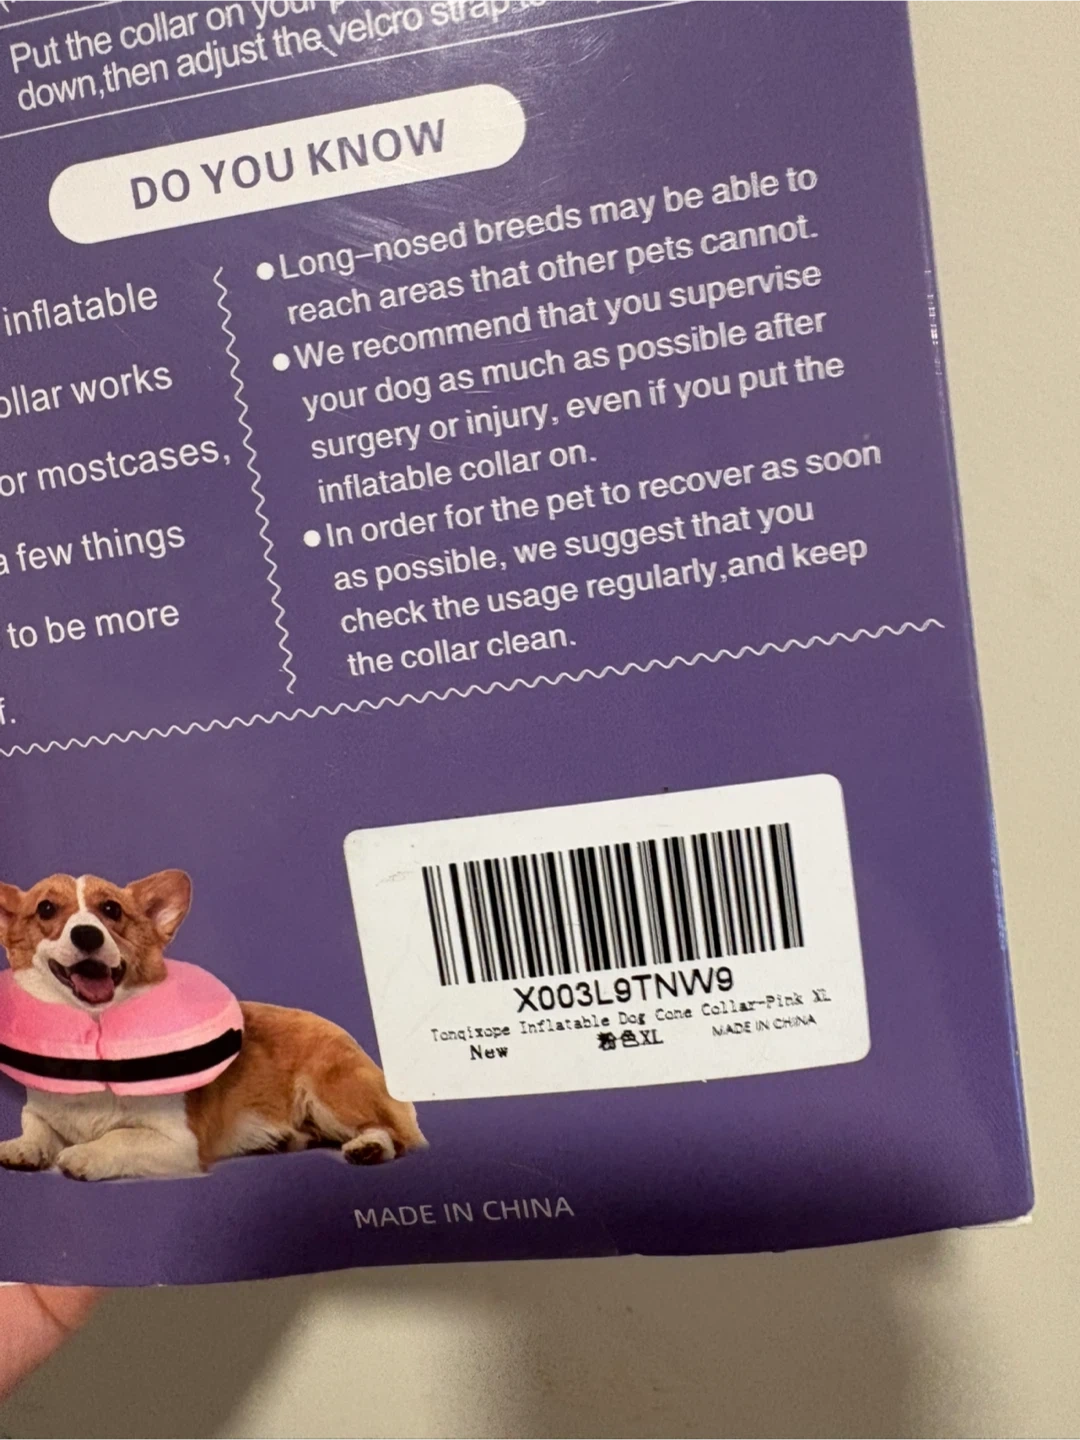 Put the collar on your
down,then adjust the velcro strap
DO YOU KNOW
inflatable
ollar works
or mostcases,
a few things
to be more
f.
●Long-nosed breeds may be able to
reach areas that other pets cannot.
●We recommend that you supervise
your dog as much as possible after
surgery or injury, even if you put the
inflatable collar on.
●In order for the pet to recover as soon
as possible, we suggest that you
check the usage regularly,and keep
the collar clean.
X003L9TNW9
Tonqixope Inflatable Dog Cone Collar-Pink XL
New 粉色XL MADE IN CHINA
MADE IN CHINA